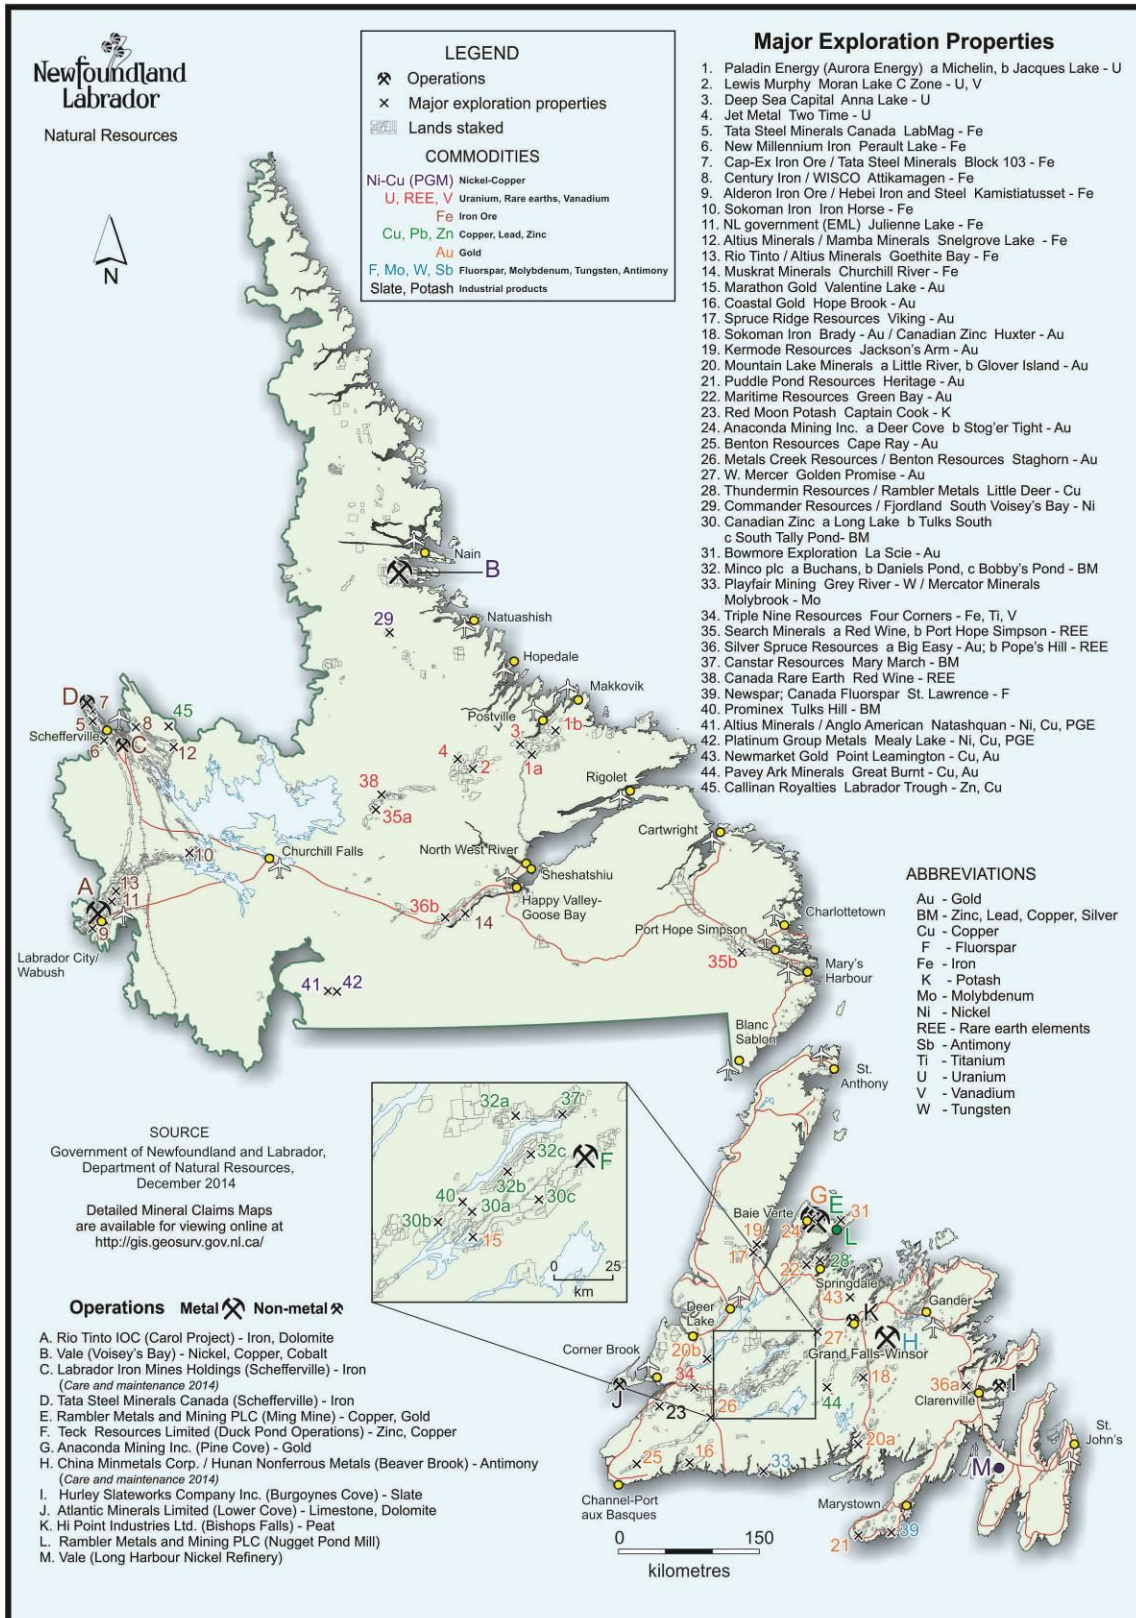 Newfoundland
Labrador
Natural Resources
N
LEGEND
Operations
Major exploration properties
Lands staked
COMMODITIES
Ni-Cu (PGM) Nickel-Copper
U, REE, V Uranium, Rare earths, Vanadium
Fe Iron Ore
Cu, Pb, Zn Copper, Lead, Zinc
Au Gold
F, Mo, W, Sb Fluorspar, Molybdenum, Tungsten, Antimony
Slate, Potash Industrial products
Major Exploration Properties
1. Paladin Energy (Aurora Energy) a Michelin, b Jacques Lake - U
2. Lewis Murphy Moran Lake C Zone - U, V
3. Deep Sea Capital Anna Lake - U
4. Jet Metal Two Time - U
5. Tata Steel Minerals Canada LabMag - Fe
6. New Millennium Iron Perault Lake - Fe
7. Cap-Ex Iron Ore / Tata Steel Minerals Block 103 - Fe
8. Century Iron / WISCO Attikamagen - Fe
9. Alderon Iron Ore / Hebei Iron and Steel Kamistiatusset - Fe
10. Sokoman Iron Iron Horse - Fe
11. NL government (EML) Julienne Lake - Fe
12. Altius Minerals / Mamba Minerals Snelgrove Lake - Fe
13. Rio Tinto / Altius Minerals Goethite Bay - Fe
14. Muskrat Minerals Churchill River - Fe
15. Marathon Gold Valentine Lake - Au
16. Coastal Gold Hope Brook - Au
17. Spruce Ridge Resources Viking - Au
18. Sokoman Iron Brady - Au / Canadian Zinc Huxter - Au
19. Kermode Resources Jackson's Arm - Au
20. Mountain Lake Minerals a Little River, b Glover Island - Au
21. Puddle Pond Resources Heritage - Au
22. Maritime Resources Green Bay - Au
23. Red Moon Potash Captain Cook - K
24. Anaconda Mining Inc. a Deer Cove b Stog'er Tight - Au
25. Benton Resources Cape Ray - Au
26. Metals Creek Resources / Benton Resources Staghorn - Au
27. W. Mercer Golden Promise - Au
28. Thundermin Resources / Rambler Metals Little Deer - Cu
29. Commander Resources / Fjordland South Voisey's Bay - Ni
30. Canadian Zinc a Long Lake b Tulks South
c South Tally Pond- BM
31. Bowmore Exploration La Scie - Au
32. Minco plc a Buchans, b Daniels Pond, c Bobby's Pond - BM
33. Playfair Mining Grey River - W / Mercator Minerals
Molybrook - Mo
34. Triple Nine Resources Four Corners - Fe, Ti, V
35. Search Minerals a Red Wine, b Port Hope Simpson - REE
36. Silver Spruce Resources a Big Easy - Au; b Pope's Hill - REE
37. Canstar Resources Mary March - BM
38. Canada Rare Earth Red Wine - REE
39. Newspar; Canada Fluorspar St. Lawrence - F
40. Prominex Tulks Hill - BM
41. Altius Minerals / Anglo American Natashquan - Ni, Cu, PGE
42. Platinum Group Metals Mealy Lake - Ni, Cu, PGE
43. Newmarket Gold Point Leamington - Cu, Au
44. Pavey Ark Minerals Great Burnt - Cu, Au
45. Callinan Royalties Labrador Trough - Zn, Cu
ABBREVIATIONS
Au - Gold
BM - Zinc, Lead, Copper, Silver
Cu - Copper
F - Fluorspar
Fe - Iron
K - Potash
Mo - Molybdenum
Ni - Nickel
REE - Rare earth elements
Sb - Antimony
Ti - Titanium
U - Uranium
V - Vanadium
W - Tungsten
Nain
B
29
Natuashish
Hopedale
Makkovik
D
7
45
8
5
Schefferville
C
6
12
Postville
1b
3
4
2
1a
38
35a
Rigolet
Cartwright
10
Churchill Falls
North West River
Sheshatshiu
Happy Valley-
Goose Bay
A
13
11
9
Labrador City/
Wabush
36b
14
Charlottetown
Port Hope Simpson
35b
Mary's
Harbour
41
42
Blanc
Sablon
St.
Anthony
32a
37
32c
F
32b
40
30a
30c
30b
15
0 25
km
SOURCE
Government of Newfoundland and Labrador,
Department of Natural Resources,
December 2014
Detailed Mineral Claims Maps
are available for viewing online at
http://gis.geosurv.gov.nl.ca/
Baie Verte
G
E
31
24
L
19
17
22
28
Springdale
43
K
Gander
Deer
Lake
27
H
Grand Falls-Winsor
Corner Brook
20b
34
18
36a
I
Clarenville
J
23
26
44
St.
John's
25
16
33
20a
M
Channel-Port
aux Basques
Marystown
21
39
0 150
kilometres
Operations Metal Non-metal
A. Rio Tinto IOC (Carol Project) - Iron, Dolomite
B. Vale (Voisey's Bay) - Nickel, Copper, Cobalt
C. Labrador Iron Mines Holdings (Schefferville) - Iron
(Care and maintenance 2014)
D. Tata Steel Minerals Canada (Schefferville) - Iron
E. Rambler Metals and Mining PLC (Ming Mine) - Copper, Gold
F. Teck Resources Limited (Duck Pond Operations) - Zinc, Copper
G. Anaconda Mining Inc. (Pine Cove) - Gold
H. China Minmetals Corp. / Hunan Nonferrous Metals (Beaver Brook) - Antimony
(Care and maintenance 2014)
I. Hurley Slateworks Company Inc. (Burgoynes Cove) - Slate
J. Atlantic Minerals Limited (Lower Cove) - Limestone, Dolomite
K. Hi Point Industries Ltd. (Bishops Falls) - Peat
L. Rambler Metals and Mining PLC (Nugget Pond Mill)
M. Vale (Long Harbour Nickel Refinery)